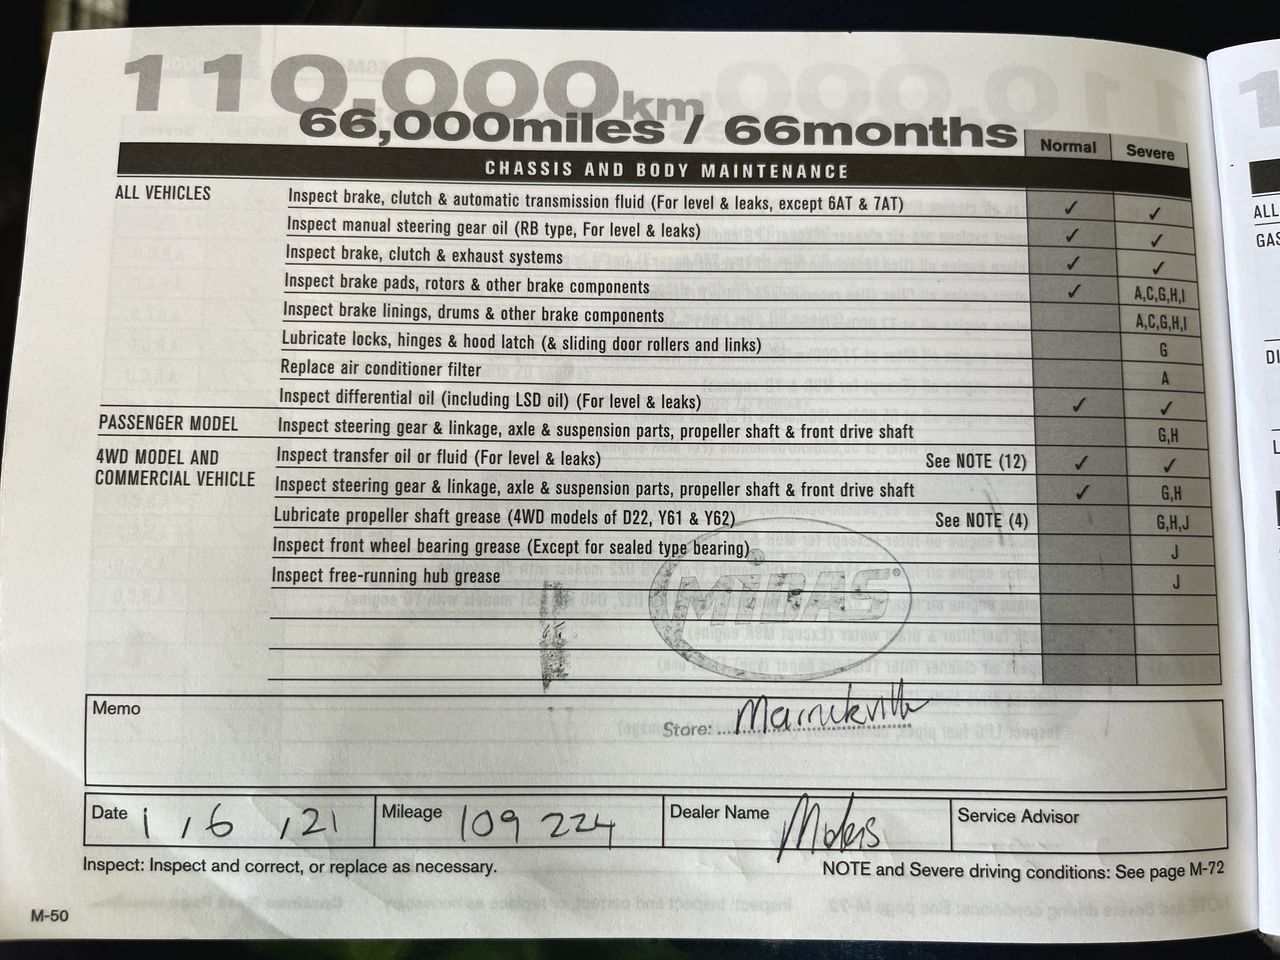 110,000km
66,000miles / 66months
Normal Severe
CHASSIS AND BODY MAINTENANCE
ALL VEHICLES Inspect brake, clutch & automatic transmission fluid (For level & leaks, except 6AT & 7AT) ✓ ✓
Inspect manual steering gear oil (RB type, For level & leaks) ✓ ✓
Inspect brake, clutch & exhaust systems ✓ ✓
Inspect brake pads, rotors & other brake components ✓ A,C,G,H,I
Inspect brake linings, drums & other brake components A,C,G,H,I
Lubricate locks, hinges & hood latch (& sliding door rollers and links) G
Replace air conditioner filter A
Inspect differential oil (including LSD oil) (For level & leaks) ✓ ✓
PASSENGER MODEL Inspect steering gear & linkage, axle & suspension parts, propeller shaft & front drive shaft G,H
4WD MODEL AND Inspect transfer oil or fluid (For level & leaks) See NOTE (12) ✓ ✓
COMMERCIAL VEHICLE Inspect steering gear & linkage, axle & suspension parts, propeller shaft & front drive shaft ✓ G,H
Lubricate propeller shaft grease (4WD models of D22, Y61 & Y62) See NOTE (4) G,H,J
Inspect front wheel bearing grease (Except for sealed type bearing) J
Inspect free-running hub grease J
MIDAS®
Memo
Store: Marrickville
Date 1 / 6 / 21 Mileage 109 224 Dealer Name Midas Service Advisor
Inspect: Inspect and correct, or replace as necessary. NOTE and Severe driving conditions: See page M-72
M-50